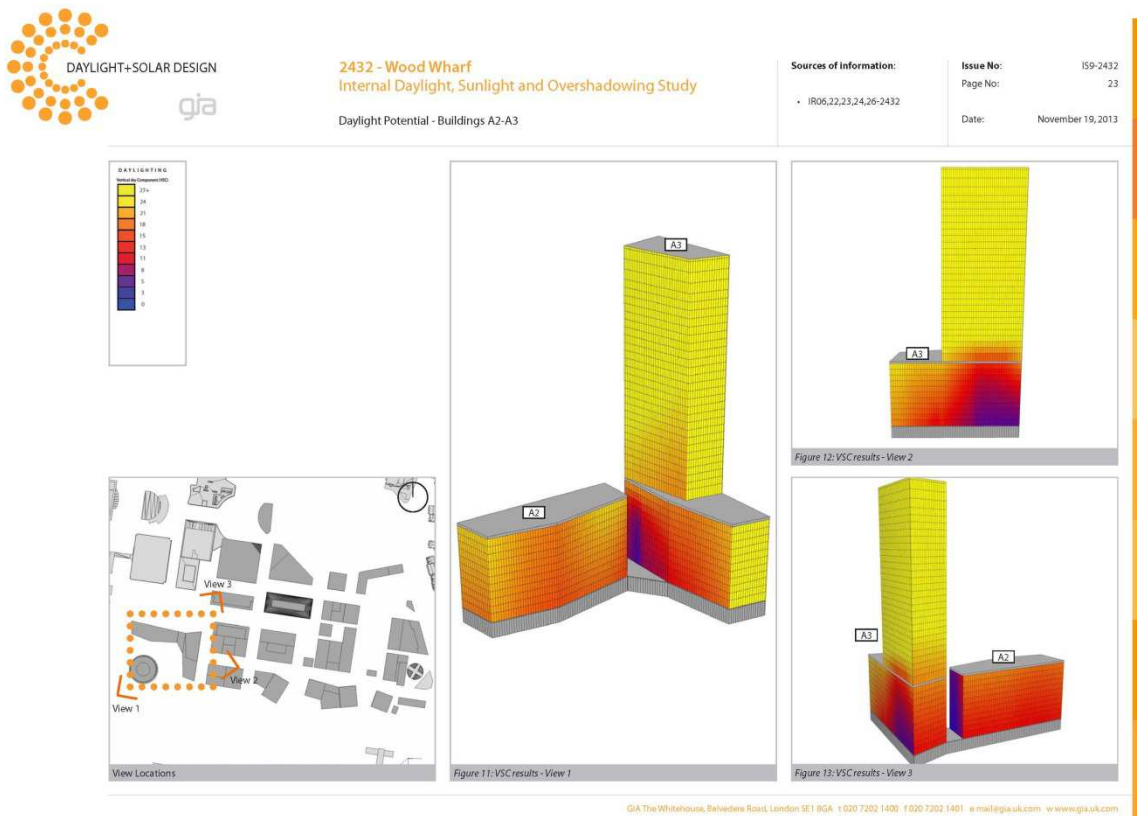 DAYLIGHT+SOLAR DESIGN
gia
2432 - Wood Wharf
Internal Daylight, Sunlight and Overshadowing Study
Daylight Potential - Buildings A2-A3
Sources of information:
• IR06,22,23,24,26-2432
Issue No: IS9-2432
Page No: 23
Date: November 19, 2013
DAYLIGHTING
Vertical sky Component (VSC)
27+
24
21
18
15
13
11
8
5
3
0
View 3
View 2
View 1
View Locations
A3
A2
Figure 11: VSC results - View 1
A3
Figure 12: VSC results - View 2
A3
A2
Figure 13: VSC results - View 3
GIA The Whitehouse, Belvedere Road, London SE1 8GA t 020 7202 1400 f 020 7202 1401 e mail@gia.uk.com w www.gia.uk.com